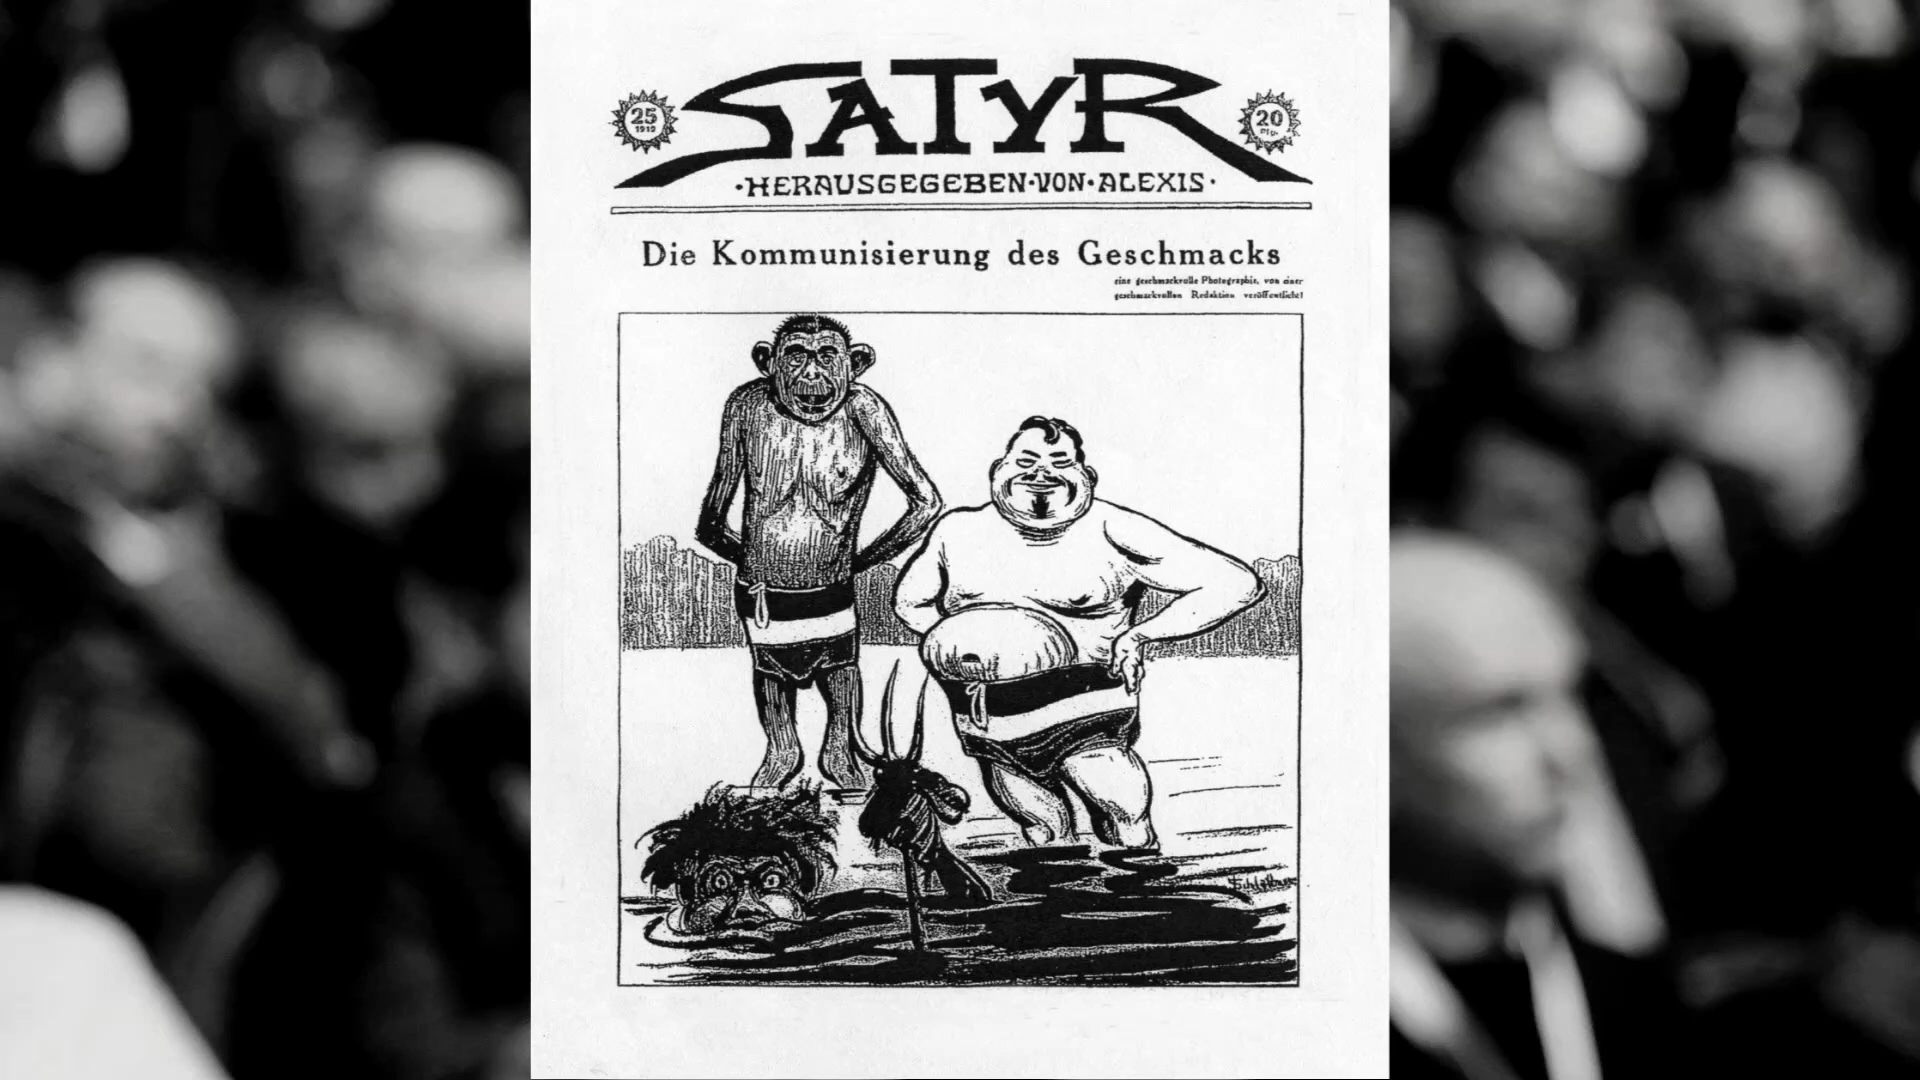 SATYR
25
1919
20
Pfg.
·HERAUSGEGEBEN·VON·ALEXIS·
Die Kommunisierung des Geschmacks
eine geschmackvolle Photographie, von einer
geschmackvollen Redaktion veröffentlicht!